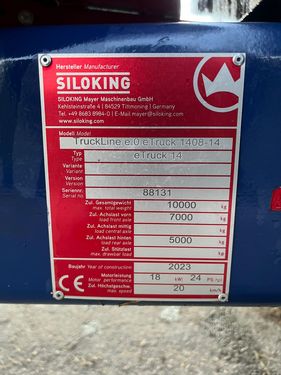 Hersteller Manufacturer
SILOKING
SILOKING Mayer Maschinenbau GmbH
Kehlsteinstraße 4 | 84529 Tittmoning | Germany
Tel. +49 8683 8984-0 | E-Mail mayer@siloking.com
www.siloking.com
Modell Model TruckLine e.0 eTruck 1408-14
Typ Type eTruck 14
Variante Variant
Version Version
Seriennr. Serial no. 88131
Zul. Gesamtgewicht max. total weight 10000 kg
Zul. Achslast vorn load front axle 7000 kg
Zul. Achslast mittig load central axle kg
Zul. Achslast hinten load rear axle 5000 kg
Zul. Stützlast max. drawbar load kg
Baujahr Year of construction 2023
CE
Motorleistung Motor performance 18 kW 24 PS/hp
Zul. Höchstgeschw. max. speed 20 km/h